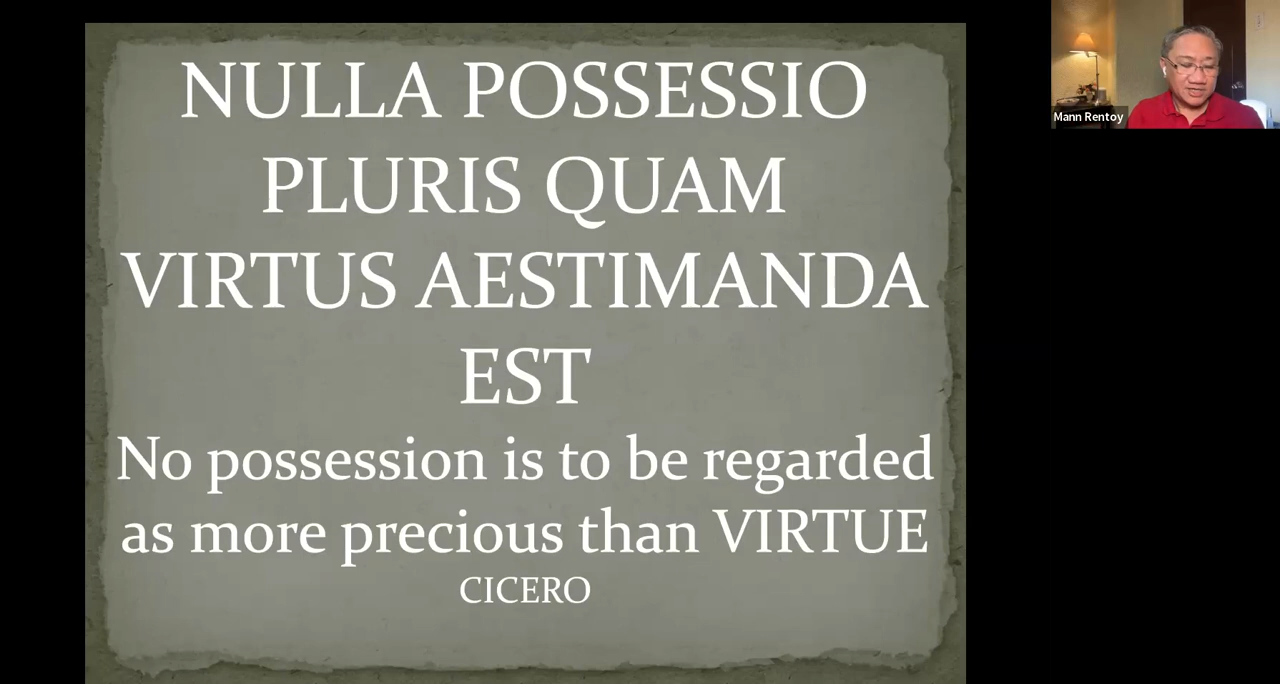 NULLA POSSESSIO
PLURIS QUAM
VIRTUS AESTIMANDA
EST
No possession is to be regarded
as more precious than VIRTUE
CICERO
Mann Rentoy